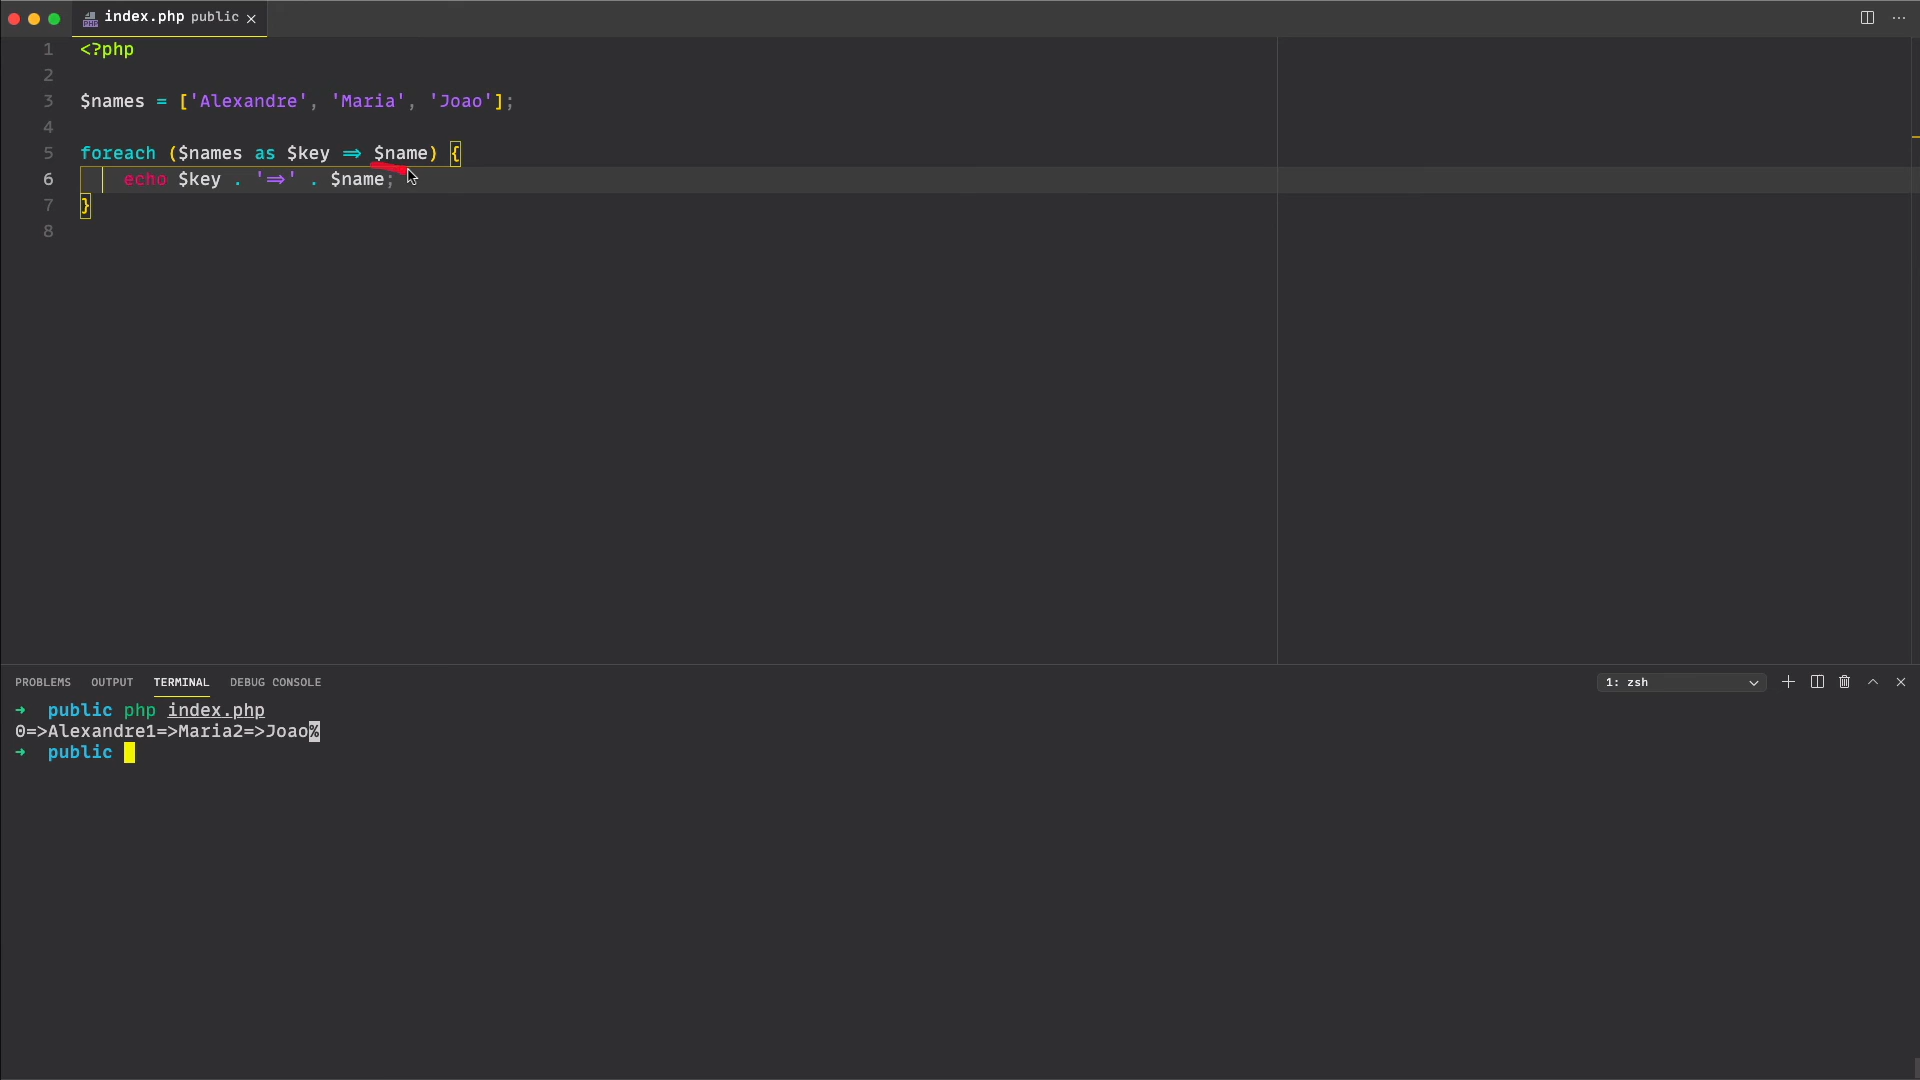 index.php public
1 <?php
2
3 $names = ['Alexandre', 'Maria', 'Joao'];
4
5 foreach ($names as $key => $name) {
6 echo $key . '=>' . $name;
7 }
8
PROBLEMS OUTPUT TERMINAL DEBUG CONSOLE 1: zsh
→ public php index.php
0=>Alexandre1=>Maria2=>Joao%
→ public